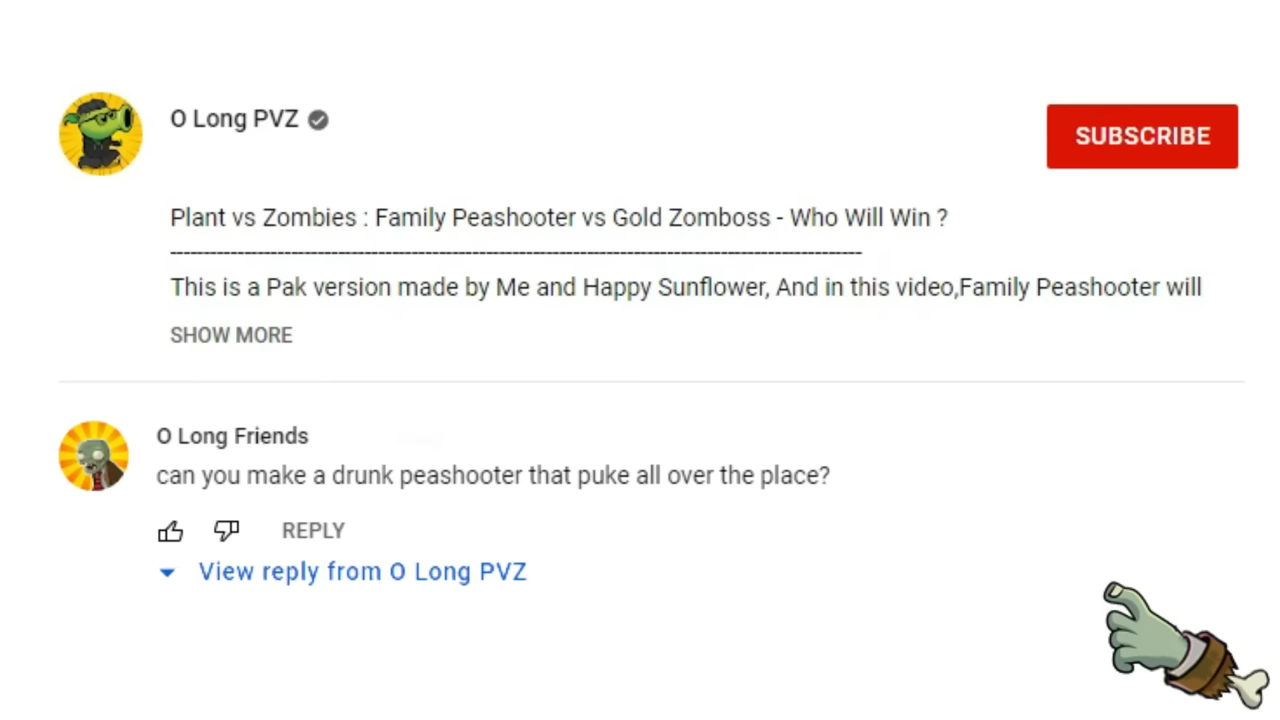 O Long PVZ
SUBSCRIBE
Plant vs Zombies : Family Peashooter vs Gold Zomboss - Who Will Win ?
--------------------------------------------------------------------------------------------------------------
This is a Pak version made by Me and Happy Sunflower, And in this video,Family Peashooter will
SHOW MORE
O Long Friends
can you make a drunk peashooter that puke all over the place?
REPLY
View reply from O Long PVZ